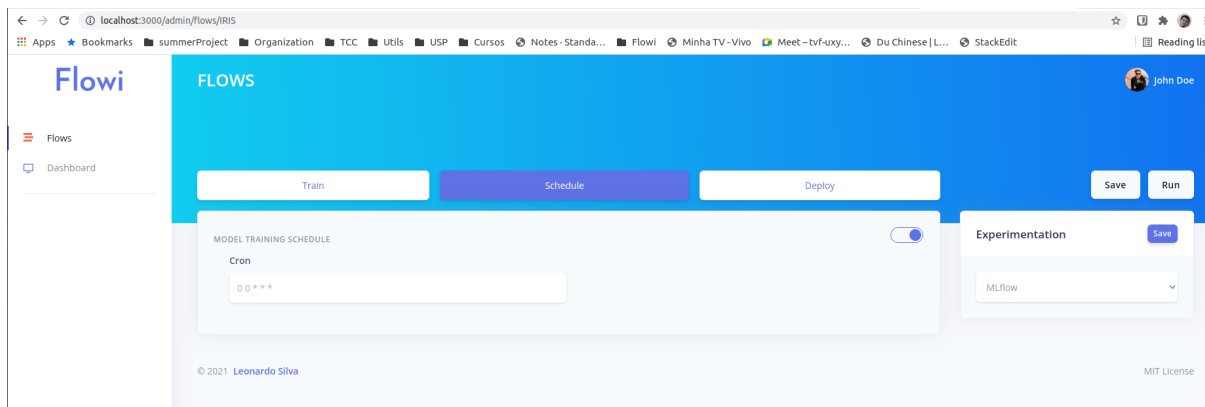 localhost:3000/admin/flows/IRIS
Apps Bookmarks summerProject Organization TCC Utils USP Cursos Notes - Standa... Flowi Minha TV - Vivo Meet – tvf-uxy... Du Chinese | L... StackEdit Reading lis
Flowi
FLOWS
John Doe
Flows
Dashboard
Train Schedule Deploy Save Run
MODEL TRAINING SCHEDULE
Cron
0 0 * * *
Experimentation Save
MLflow
© 2021 Leonardo Silva MIT License